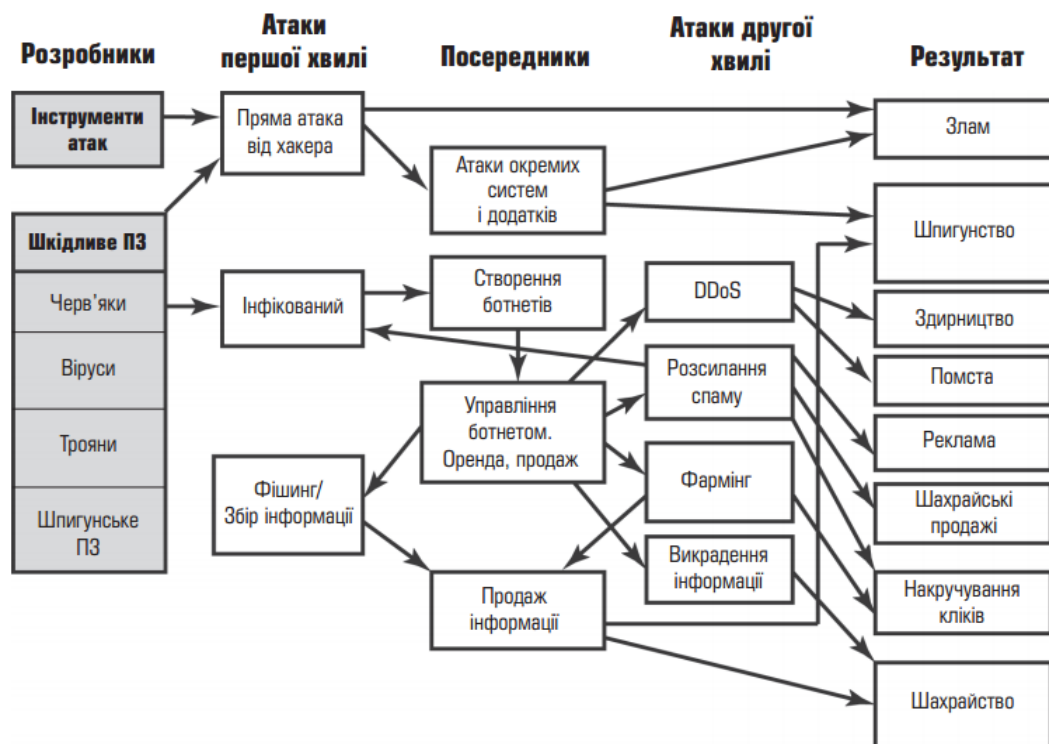 Розробники
Атаки
першої хвилі
Посередники
Атаки другої
хвилі
Результат
Інструменти
атак
Шкідливе ПЗ
Черв’яки
Віруси
Трояни
Шпигунське
ПЗ
Пряма атака
від хакера
Інфікований
Фішинг/
Збір інформації
Атаки окремих
систем
і додатків
Створення
ботнетів
Управління
ботнетом.
Оренда, продаж
Продаж
інформації
DDoS
Розсилання
спаму
Фармінг
Викрадення
інформації
Злам
Шпигунство
Здирництво
Помста
Реклама
Шахрайські
продажі
Накручування
кліків
Шахрайство